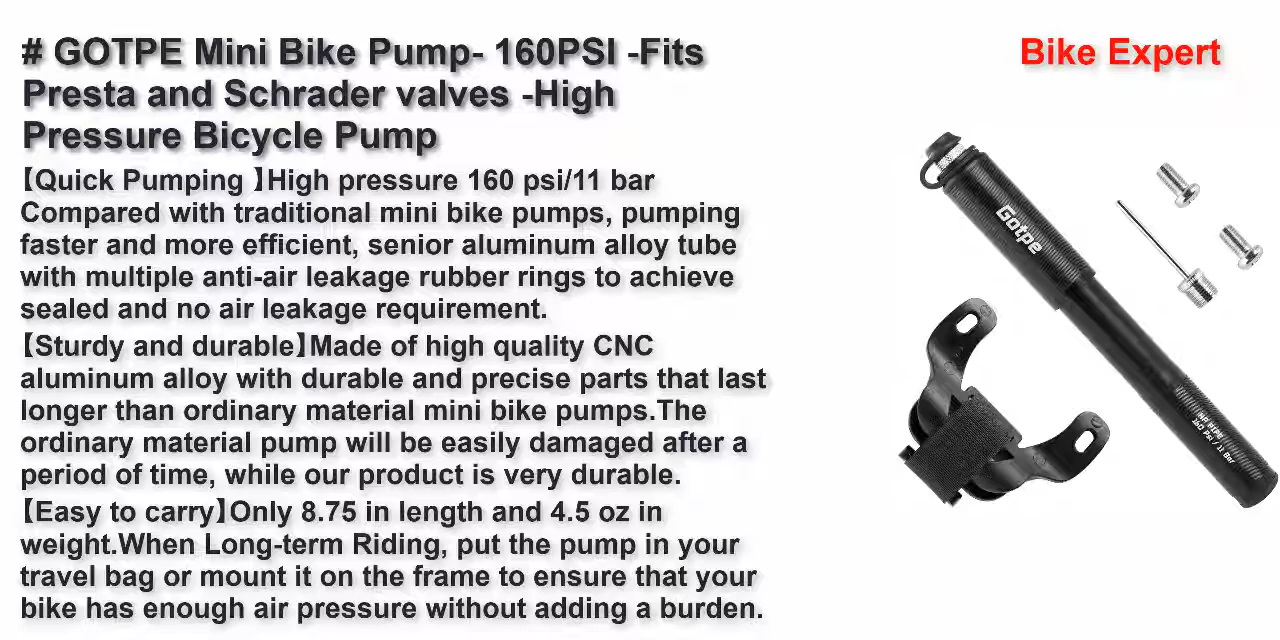 # GOTPE Mini Bike Pump- 160PSI -Fits
Presta and Schrader valves -High
Pressure Bicycle Pump
【Quick Pumping 】High pressure 160 psi/11 bar
Compared with traditional mini bike pumps, pumping
faster and more efficient, senior aluminum alloy tube
with multiple anti-air leakage rubber rings to achieve
sealed and no air leakage requirement.
【Sturdy and durable】Made of high quality CNC
aluminum alloy with durable and precise parts that last
longer than ordinary material mini bike pumps.The
ordinary material pump will be easily damaged after a
period of time, while our product is very durable.
【Easy to carry】Only 8.75 in length and 4.5 oz in
weight.When Long-term Riding, put the pump in your
travel bag or mount it on the frame to ensure that your
bike has enough air pressure without adding a burden.
Bike Expert
Gotpe
160 Psi / 11 Bar